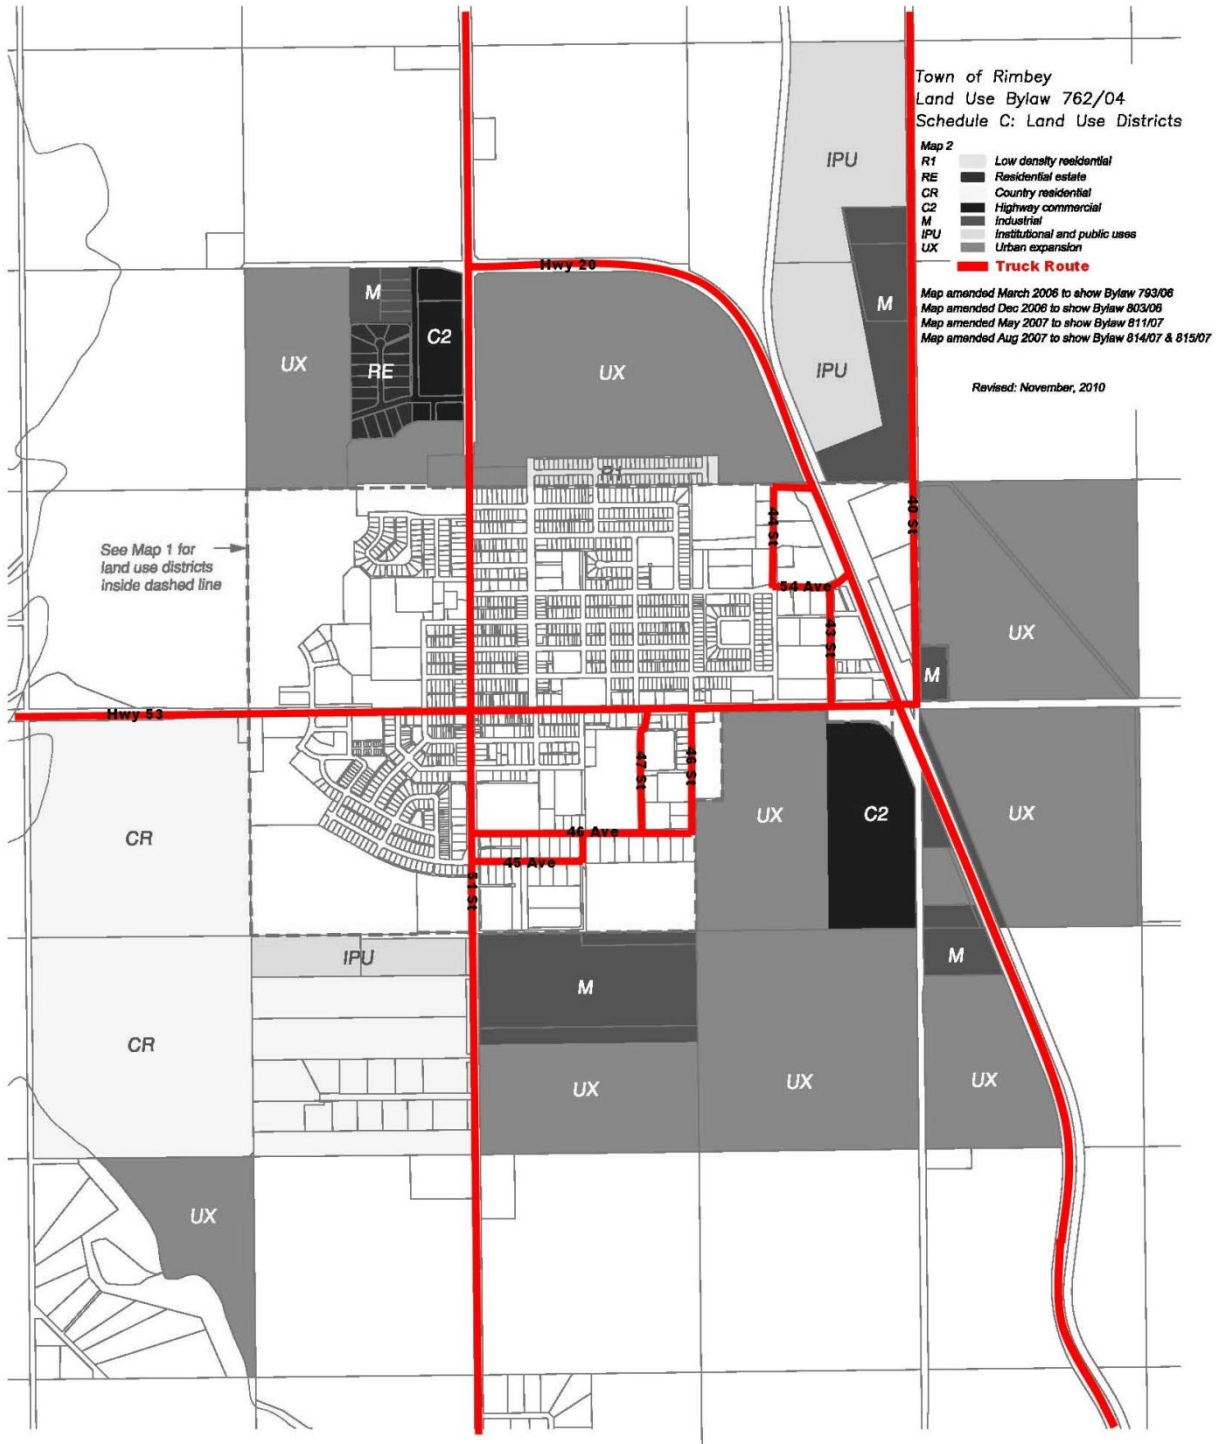 Town of Rimbey
Land Use Bylaw 762/04
Schedule C: Land Use Districts
Map 2
R1 Low density residential
RE Residential estate
CR Country residential
C2 Highway commercial
M Industrial
IPU Institutional and public uses
UX Urban expansion
Truck Route
Map amended March 2006 to show Bylaw 793/06
Map amended Dec 2006 to show Bylaw 803/06
Map amended May 2007 to show Bylaw 811/07
Map amended Aug 2007 to show Bylaw 814/07 & 815/07
Revised: November, 2010
IPU
Hwy 20
M
M
C2
UX
RE
UX
IPU
R1
44 St
40 St
See Map 1 for
land use districts
inside dashed line
54 Ave
43 St
UX
M
Hwy 53
47 St
46 St
UX
C2
UX
CR
46 Ave
45 Ave
51 St
IPU
M
M
CR
UX
UX
UX
UX